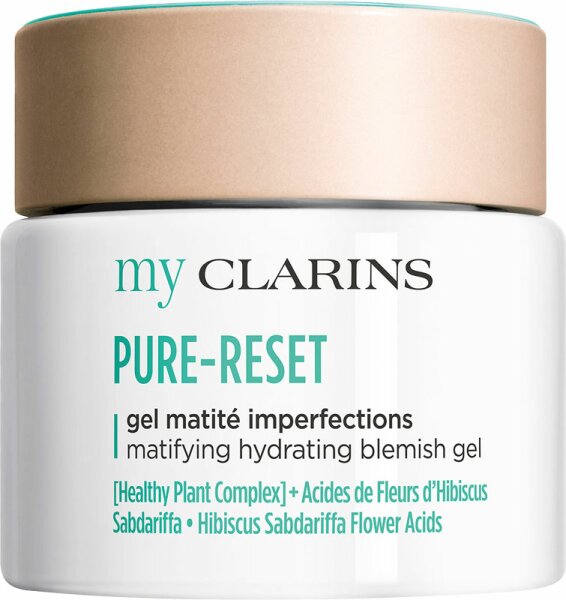 my CLARINS
PURE-RESET
gel matité imperfections
matifying hydrating blemish gel
[Healthy Plant Complex] + Acides de Fleurs d'Hibiscus
Sabdariffa • Hibiscus Sabdariffa Flower Acids